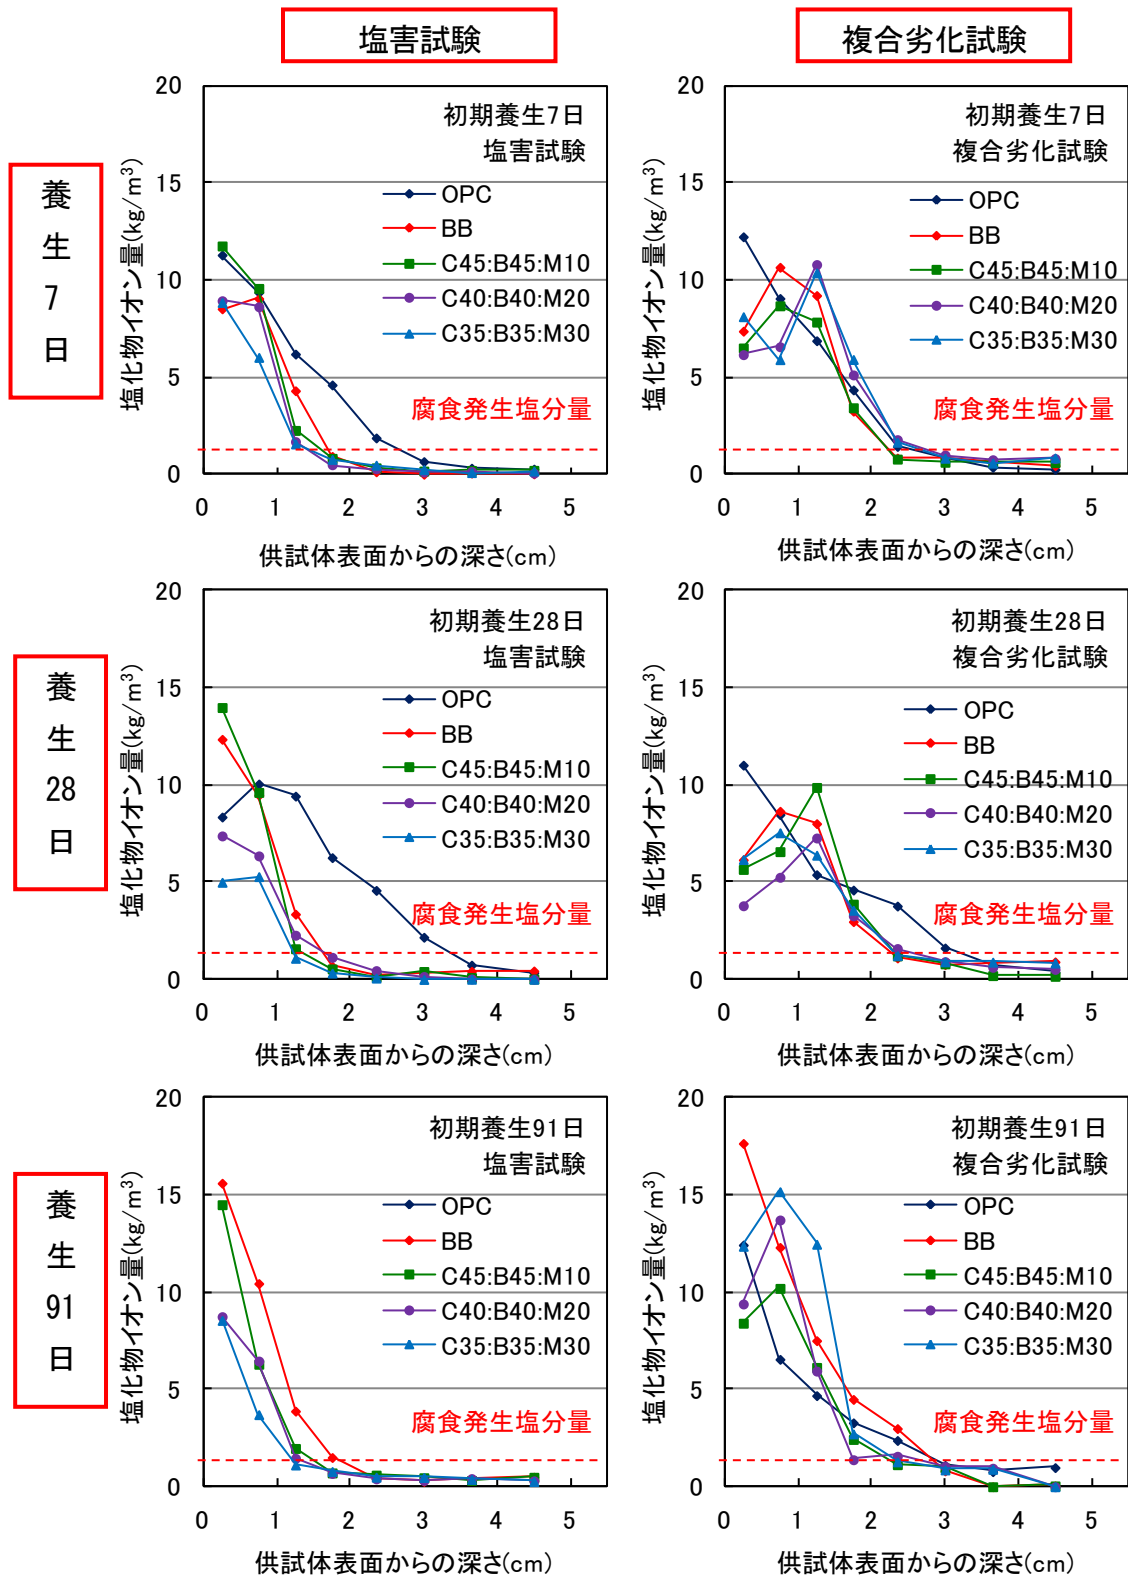 塩害試験
複合劣化試験
養生7日
養生28日
養生91日
20
15
10
5
0
0 1 2 3 4 5
塩化物イオン量(kg/m³)
供試体表面からの深さ(cm)
初期養生7日
塩害試験
OPC
BB
C45:B45:M10
C40:B40:M20
C35:B35:M30
腐食発生塩分量
20
15
10
5
0
0 1 2 3 4 5
塩化物イオン量(kg/m³)
供試体表面からの深さ(cm)
初期養生7日
複合劣化試験
OPC
BB
C45:B45:M10
C40:B40:M20
C35:B35:M30
腐食発生塩分量
20
15
10
5
0
0 1 2 3 4 5
塩化物イオン量(kg/m³)
供試体表面からの深さ(cm)
初期養生28日
塩害試験
OPC
BB
C45:B45:M10
C40:B40:M20
C35:B35:M30
腐食発生塩分量
20
15
10
5
0
0 1 2 3 4 5
塩化物イオン量(kg/m³)
供試体表面からの深さ(cm)
初期養生28日
複合劣化試験
OPC
BB
C45:B45:M10
C40:B40:M20
C35:B35:M30
腐食発生塩分量
20
15
10
5
0
0 1 2 3 4 5
塩化物イオン量(kg/m³)
供試体表面からの深さ(cm)
初期養生91日
塩害試験
OPC
BB
C45:B45:M10
C40:B40:M20
C35:B35:M30
腐食発生塩分量
20
15
10
5
0
0 1 2 3 4 5
塩化物イオン量(kg/m³)
供試体表面からの深さ(cm)
初期養生91日
複合劣化試験
OPC
BB
C45:B45:M10
C40:B40:M20
C35:B35:M30
腐食発生塩分量